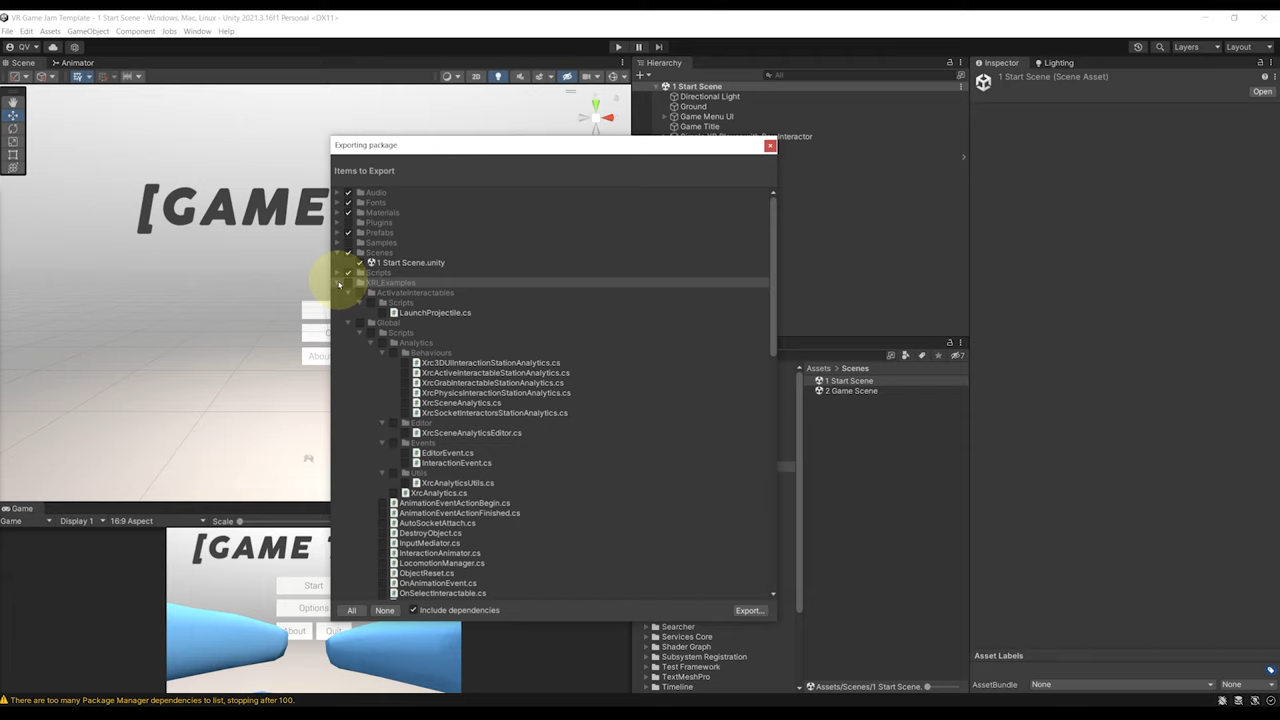 VR Game Jam Template - 1 Start Scene - Windows, Mac, Linux - Unity 2021.3.16f1 Personal <DX11>
File Edit Assets GameObject Component Jobs Window Help
QV Layers Layout
Scene Animator
Hierarchy
Inspector Lighting
2D
All
1 Start Scene (Scene Asset)
Open
1 Start Scene
Directional Light
Ground
Game Menu UI
Game Title
[GAME
Exporting package
Items to Export
Audio
Fonts
Materials
Plugins
Prefabs
Samples
Scenes
1 Start Scene.unity
Scripts
XRI_Examples
ActivateInteractables
Scripts
LaunchProjectile.cs
Global
Scripts
Analytics
Behaviours
Xrc3DUIInteractionStationAnalytics.cs
XrcActiveInteractableStationAnalytics.cs
XrcGrabInteractableStationAnalytics.cs
XrcPhysicsInteractionStationAnalytics.cs
XrcSceneAnalytics.cs
XrcSocketInteractorsStationAnalytics.cs
Editor
XrcSceneAnalyticsEditor.cs
Events
EditorEvent.cs
InteractionEvent.cs
Utils
XrcAnalyticsUtils.cs
XrcAnalytics.cs
AnimationEventActionBegin.cs
AnimationEventActionFinished.cs
AutoSocketAttach.cs
DestroyObject.cs
InputMediator.cs
InteractionAnimator.cs
LocomotionManager.cs
ObjectReset.cs
OnAnimationEvent.cs
OnSelectInteractable.cs
All None Include dependencies Export...
About
7
Assets Scenes
1 Start Scene
2 Game Scene
Game
Game Display 1 16:9 Aspect Scale
[GAME
Start
Options
About Quit
Searcher
Services Core
Shader Graph
Subsystem Registration
Test Framework
TextMeshPro
Timeline
Assets/Scenes/1 Start Scene.
Asset Labels
AssetBundle None None
There are too many Package Manager dependencies to list, stopping after 100.